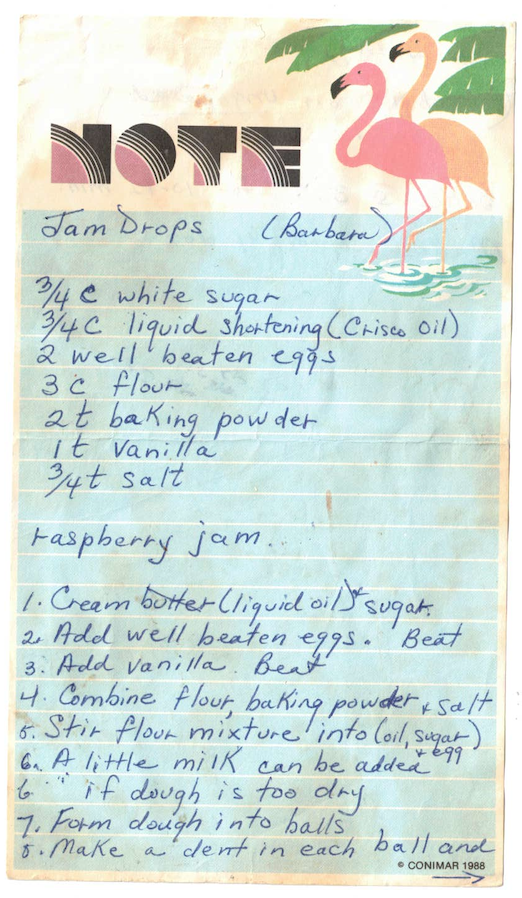 NOTE
Jam Drops (Barbara)
3/4 c white sugar
3/4 C liquid shortening (Crisco oil)
2 well beaten eggs
3 c flour
2 t baking powder
1 t vanilla
3/4 t salt
raspberry jam.
1. Cream butter (liquid oil) + sugar.
2. Add well beaten eggs. Beat
3. Add vanilla. Beat
4. Combine flour, baking powder + salt
5. Stir flour mixture into (oil, sugar)
+ egg
6. A little milk can be added
6 " if dough is too dry
7. Form dough into balls
8. Make a dent in each ball and
© CONIMAR 1988
→